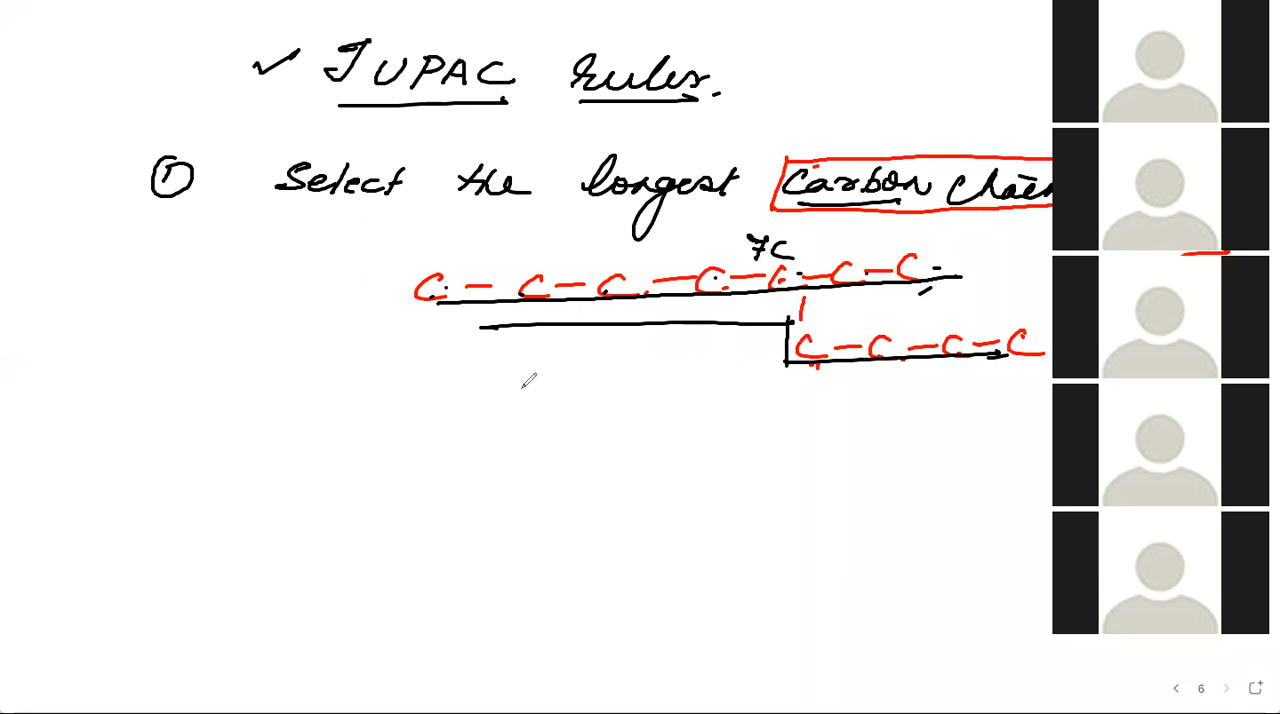 ✓ IUPAC rules.
① Select the longest carbon chain
7C
C - C - C - C - C - C - C
C - C - C - C
6